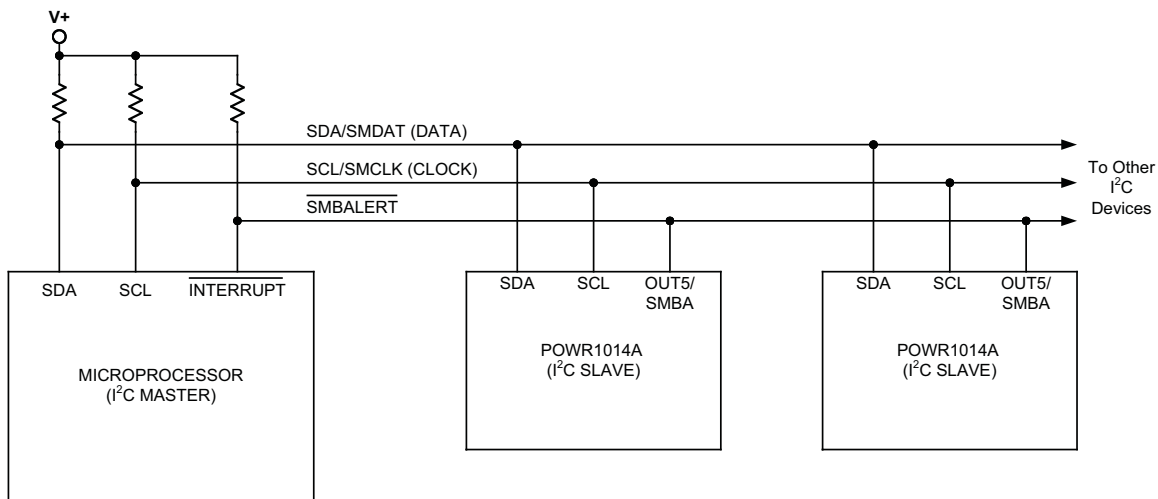 V+
SDA/SMDAT (DATA)
SCL/SMCLK (CLOCK)
SMBALERT
To Other
I²C
Devices
SDA SCL INTERRUPT
MICROPROCESSOR
(I²C MASTER)
SDA SCL OUT5/
SMBA
POWR1014A
(I²C SLAVE)
SDA SCL OUT5/
SMBA
POWR1014A
(I²C SLAVE)